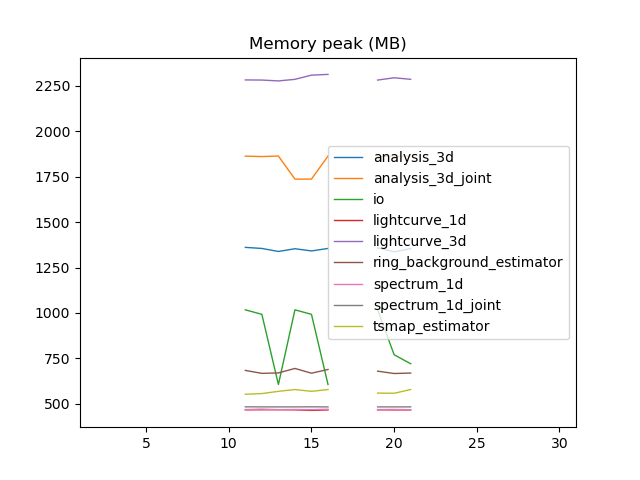 Memory peak (MB)
2250
2000
1750
1500
1250
1000
750
500
analysis_3d
analysis_3d_joint
io
lightcurve_1d
lightcurve_3d
ring_background_estimator
spectrum_1d
spectrum_1d_joint
tsmap_estimator
5 10 15 20 25 30